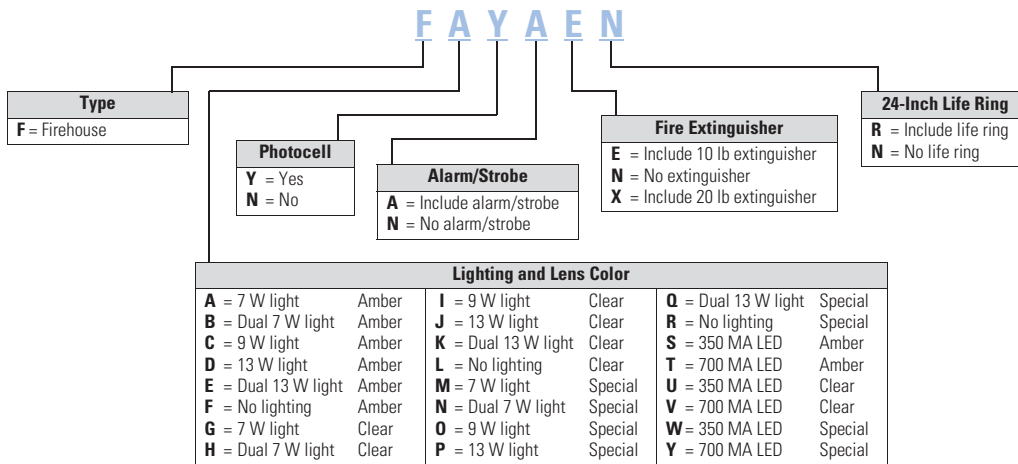 F A Y A E N
Type
F = Firehouse
Photocell
Y = Yes
N = No
Alarm/Strobe
A = Include alarm/strobe
N = No alarm/strobe
Fire Extinguisher
E = Include 10 lb extinguisher
N = No extinguisher
X = Include 20 lb extinguisher
24-Inch Life Ring
R = Include life ring
N = No life ring
Lighting and Lens Color
A = 7 W light Amber
B = Dual 7 W light Amber
C = 9 W light Amber
D = 13 W light Amber
E = Dual 13 W light Amber
F = No lighting Amber
G = 7 W light Clear
H = Dual 7 W light Clear
I = 9 W light Clear
J = 13 W light Clear
K = Dual 13 W light Clear
L = No lighting Clear
M = 7 W light Special
N = Dual 7 W light Special
O = 9 W light Special
P = 13 W light Special
Q = Dual 13 W light Special
R = No lighting Special
S = 350 MA LED Amber
T = 700 MA LED Amber
U = 350 MA LED Clear
V = 700 MA LED Clear
W = 350 MA LED Special
Y = 700 MA LED Special